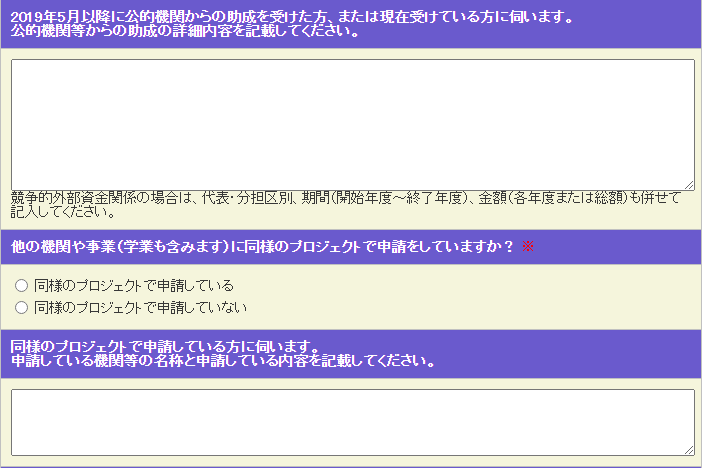 2019年5月以降に公的機関からの助成を受けた方、または現在受けている方に伺います。
公的機関等からの助成の詳細内容を記載してください。
競争的外部資金関係の場合は、代表・分担区別、期間(開始年度～終了年度)、金額(各年度または総額)も併せて
記入してください。
他の機関や事業(学業も含みます)に同様のプロジェクトで申請をしていますか？ ※
同様のプロジェクトで申請している
同様のプロジェクトで申請していない
同様のプロジェクトで申請している方に伺います。
申請している機関等の名称と申請している内容を記載してください。